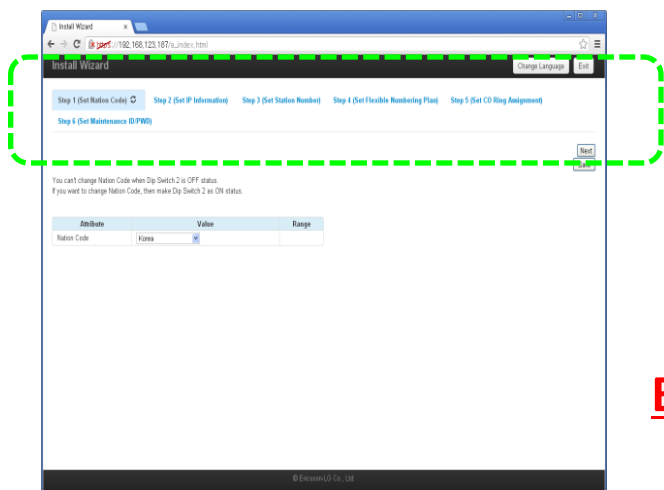 Install Wizard
https://192,168,123,187/a_index.html
Install Wizard
Change Language
Exit
Step 1 (Set Nation Code)
Step 2 (Set IP Information)
Step 3 (Set Station Number)
Step 4 (Set Flexible Numbering Plan)
Step 5 (Set CO Ring Assignment)
Step 6 (Set Maintenance ID/PWD)
Next
You can't change Nation Code when Dip Switch 2 is OFF status.
If you want to change Nation Code, then make Dip Switch 2 as ON status.
Attribute Value Range
Nation Code Korea
© Ericsson-LG Co., Ltd.